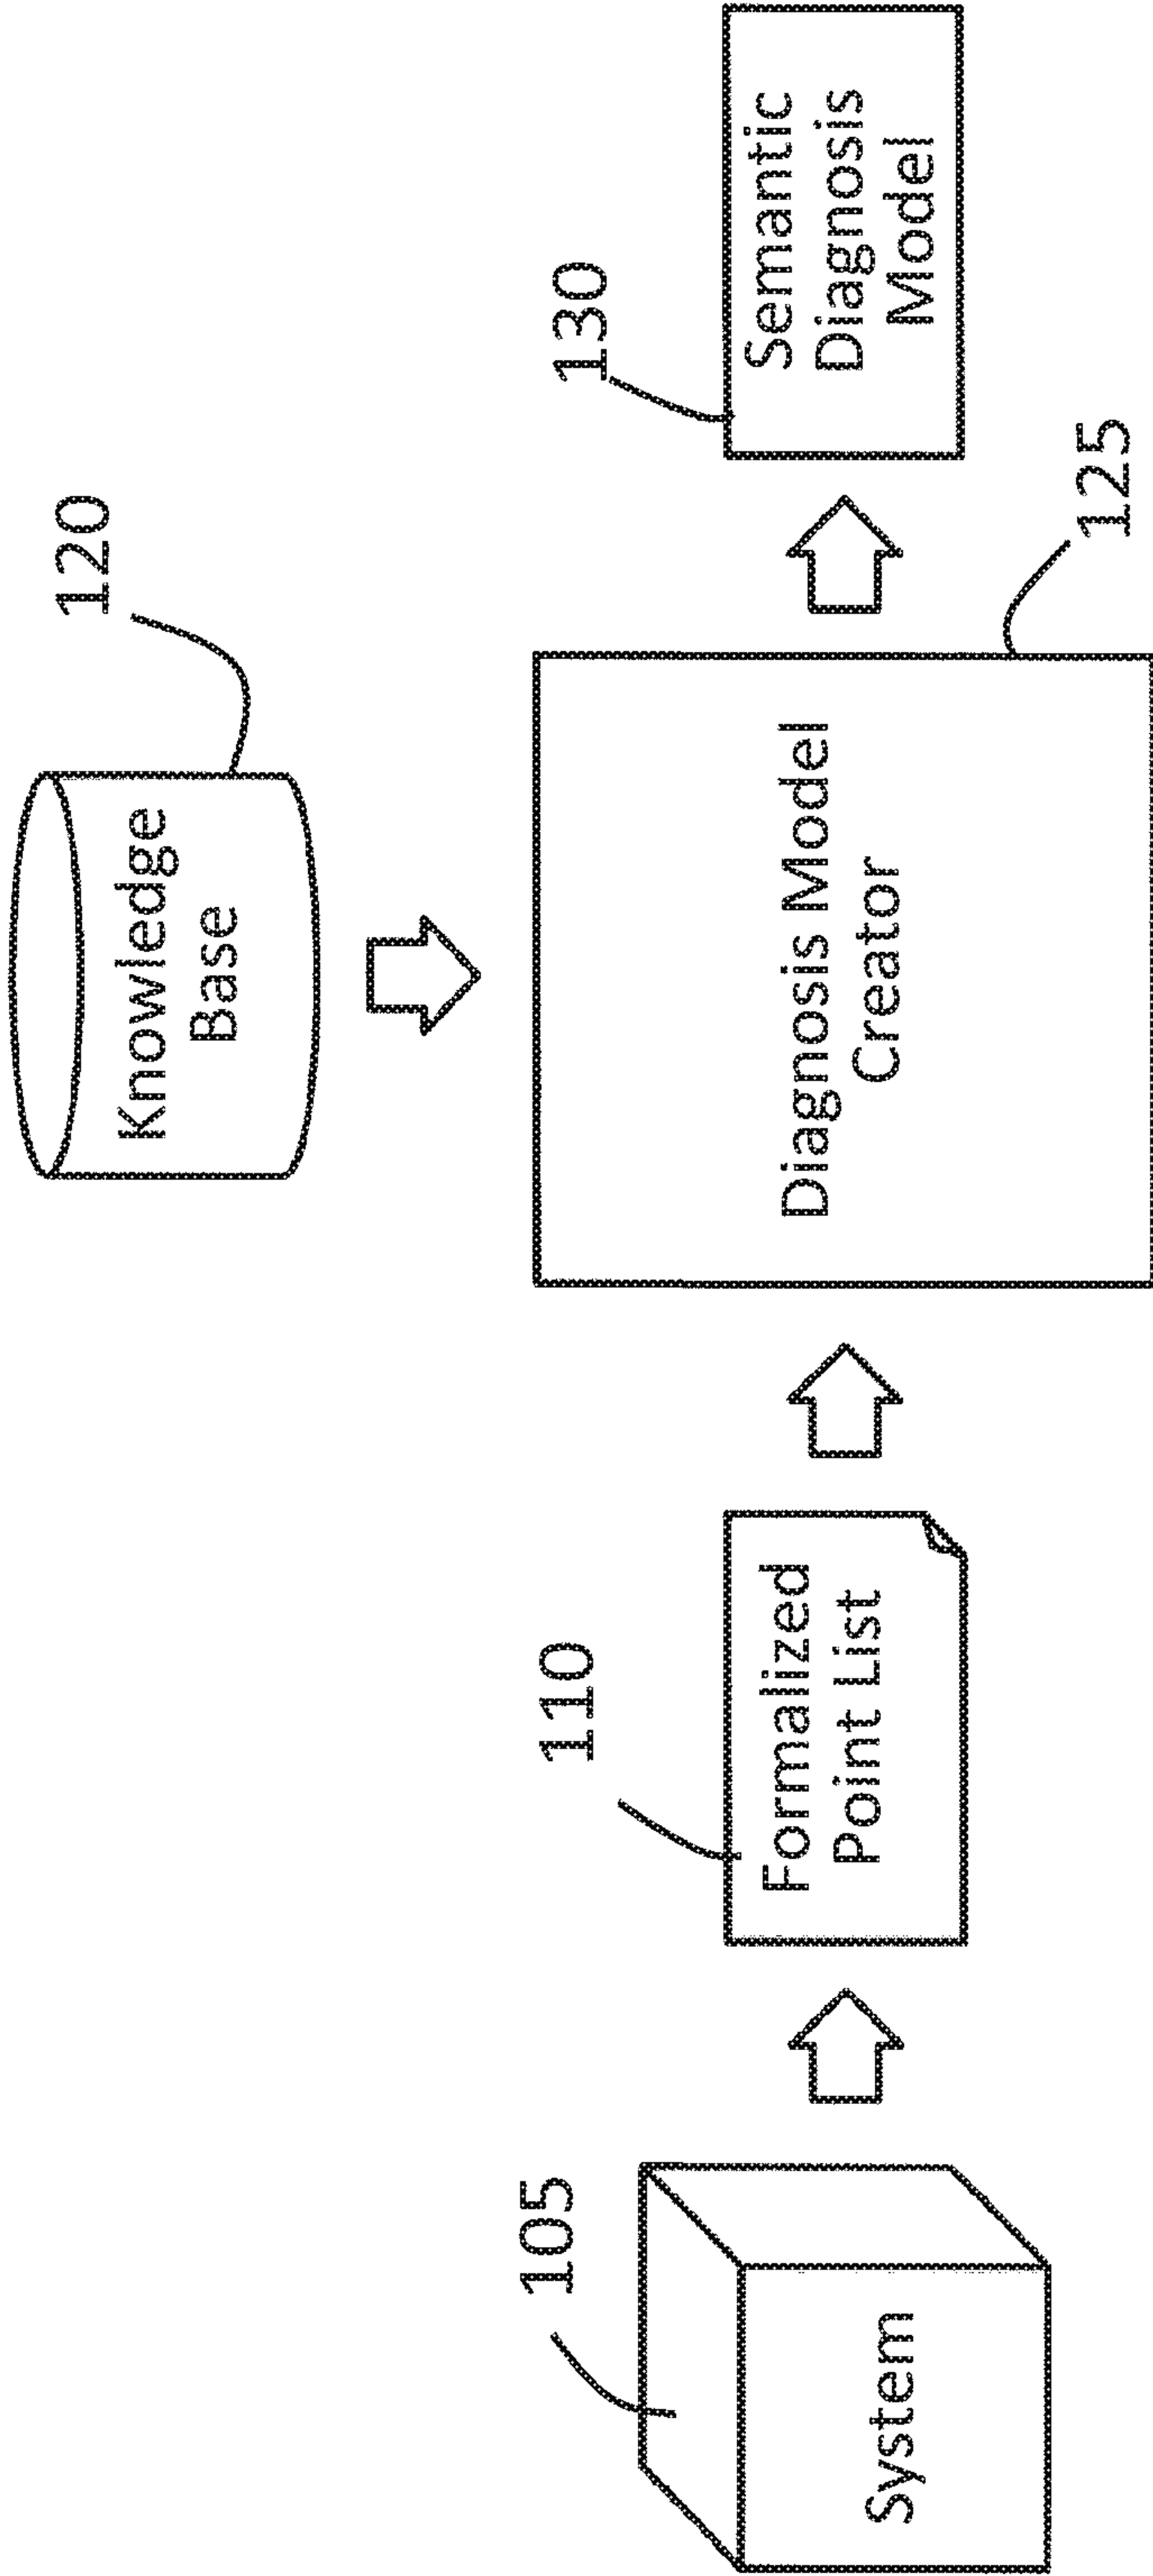 120
Knowledge
Base
130
Semantic
Diagnosis
Model
110
Formalized
Point List
105
System
Diagnosis Model
Creator
125